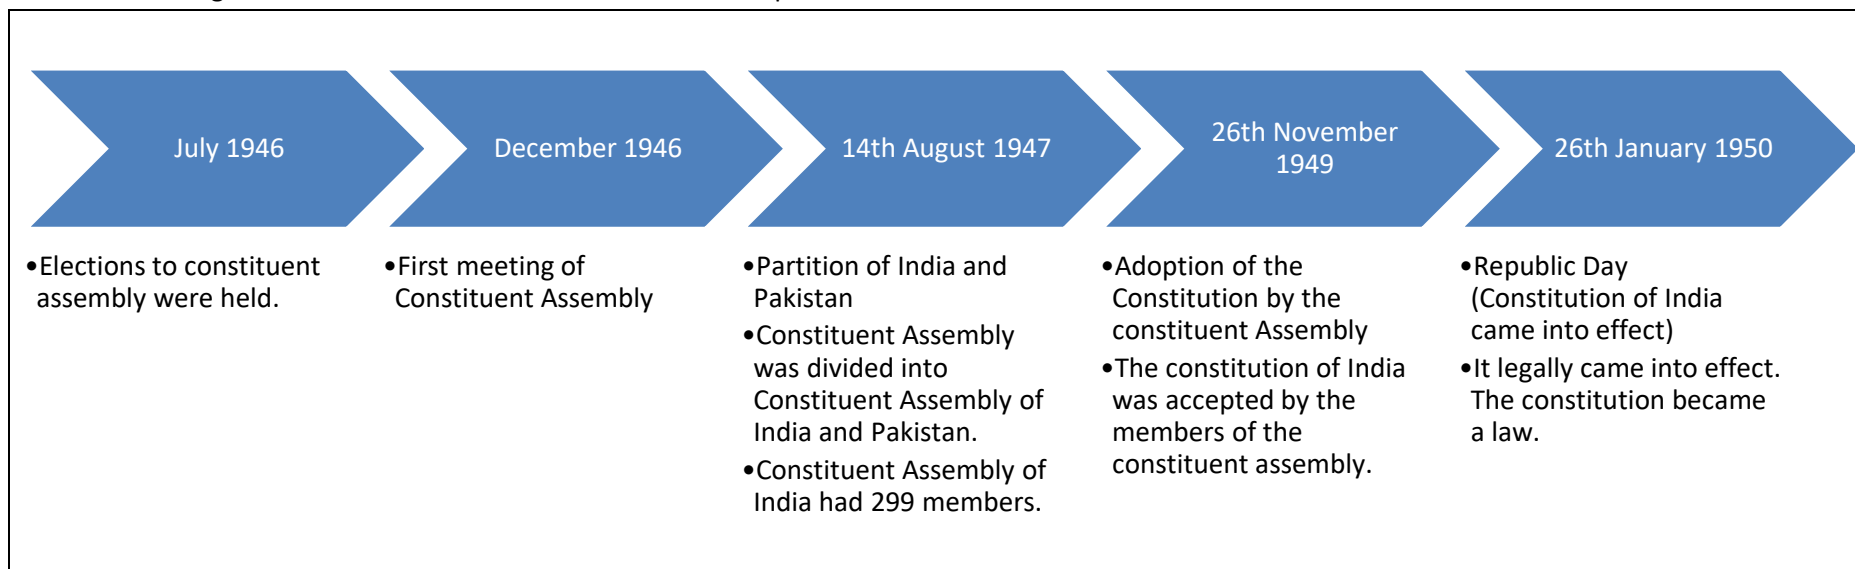 July 1946
•Elections to constituent
assembly were held.
December 1946
•First meeting of
Constituent Assembly
14th August 1947
•Partition of India and
Pakistan
•Constituent Assembly
was divided into
Constituent Assembly of
India and Pakistan.
•Constituent Assembly of
India had 299 members.
26th November
1949
•Adoption of the
Constitution by the
constituent Assembly
•The constitution of India
was accepted by the
members of the
constituent assembly.
26th January 1950
•Republic Day
(Constitution of India
came into effect)
•It legally came into effect.
The constitution became
a law.